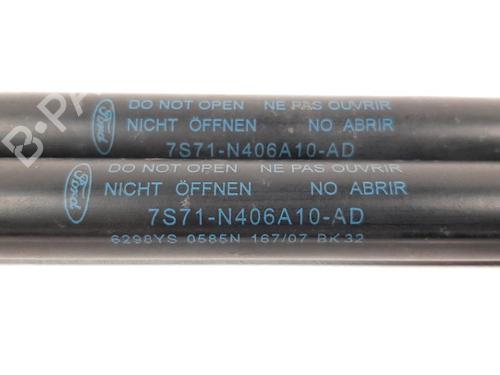 Ford
DO NOT OPEN NE PAS OUVRIR
NICHT ÖFFNEN NO ABRIR
7S71-N406A10-AD
Ford
DO NOT OPEN NE PAS OUVRIR
NICHT ÖFFNEN NO ABRIR
7S71-N406A10-AD
6298YS 0585N 167/07 BK32